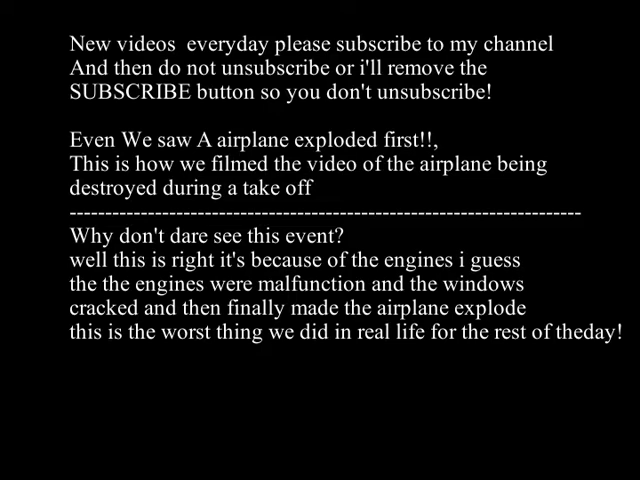 New videos  everyday please subscribe to my channel
And then do not unsubscribe or i'll remove the
SUBSCRIBE button so you don't unsubscribe!
Even We saw A airplane exploded first!!,
This is how we filmed the video of the airplane being
destroyed during a take off
-------------------------------------------------------------------------
Why don't dare see this event?
well this is right it's because of the engines i guess
the the engines were malfunction and the windows
cracked and then finally made the airplane explode
this is the worst thing we did in real life for the rest of theday!